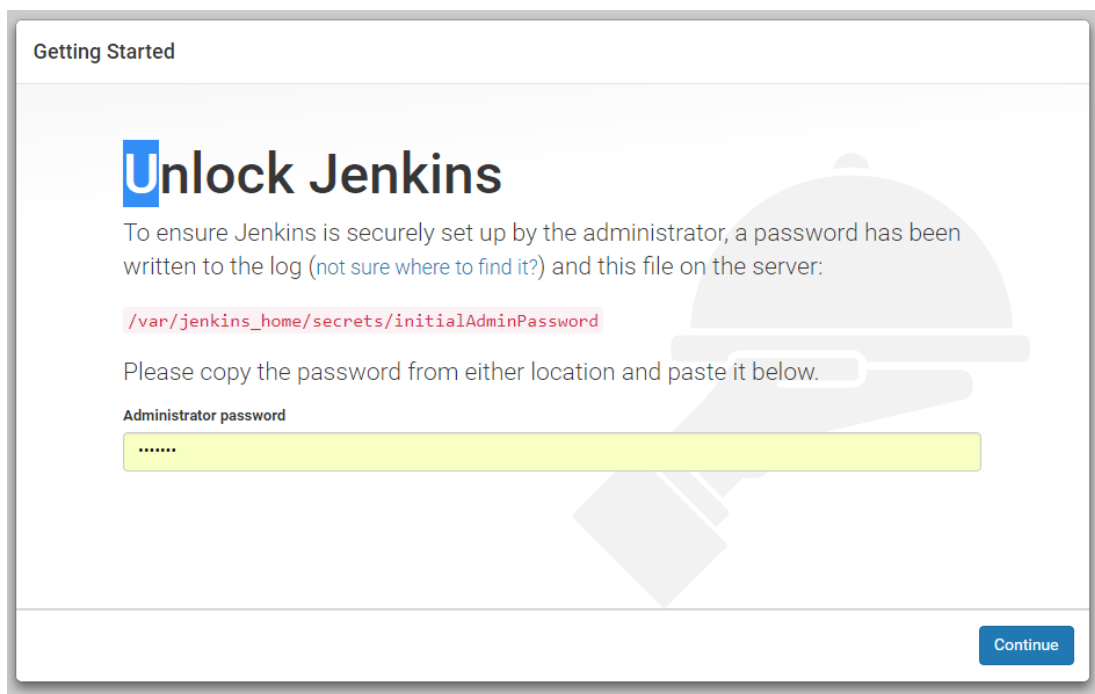 Getting Started
Unlock Jenkins
To ensure Jenkins is securely set up by the administrator, a password has been
written to the log (not sure where to find it?) and this file on the server:
/var/jenkins_home/secrets/initialAdminPassword
Please copy the password from either location and paste it below.
Administrator password
•••••••
Continue